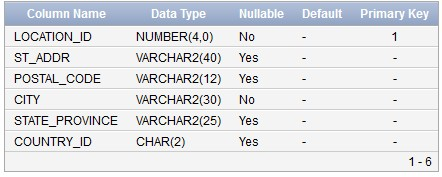 Column Name Data Type Nullable Default Primary Key
LOCATION_ID NUMBER(4,0) No - 1
ST_ADDR VARCHAR2(40) Yes - -
POSTAL_CODE VARCHAR2(12) Yes - -
CITY VARCHAR2(30) No - -
STATE_PROVINCE VARCHAR2(25) Yes - -
COUNTRY_ID CHAR(2) Yes - -
1 - 6